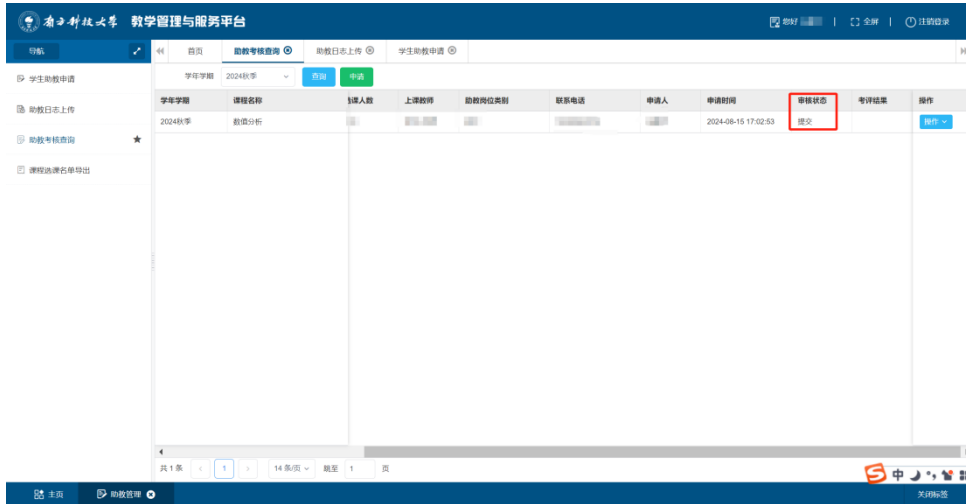 南方科技大学 教学管理与服务平台 您好 | 全屏 | 注销登录
导航 首页 助教考核查询 助教日志上传 学生助教申请
学生助教申请
助教日志上传
助教考核查询
课程选课名单导出
学年学期 2024秋季 查询 申请
学年学期 课程名称 课人数 上课教师 助教岗位类别 联系电话 申请人 申请时间 审核状态 考评结果 操作
2024秋季 数值分析 2024-08-15 17:02:53 提交 操作
共 1 条 1 14 条/页 跳至 1 页
中
主页 助教管理 关闭标签